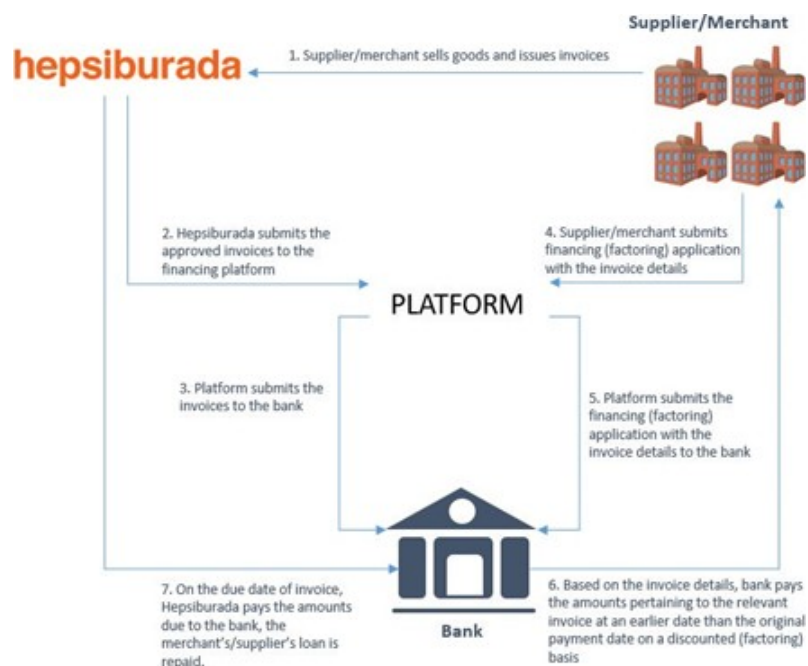 Supplier/Merchant
hepsiburada
1. Supplier/merchant sells goods and issues invoices
2. Hepsiburada submits the
approved invoices to the
financing platform
4. Supplier/merchant submits
financing (factoring) application
with the invoice details
PLATFORM
3. Platform submits the
invoices to the bank
5. Platform submits the
financing (factoring)
application with the
invoice details to the bank
7. On the due date of invoice,
Hepsiburada pays the amounts
due to the bank, the
merchant's/supplier's loan is
repaid.
Bank
6. Based on the invoice details, bank pays
the amounts pertaining to the relevant
invoice at an earlier date than the original
payment date on a discounted (factoring)
basis